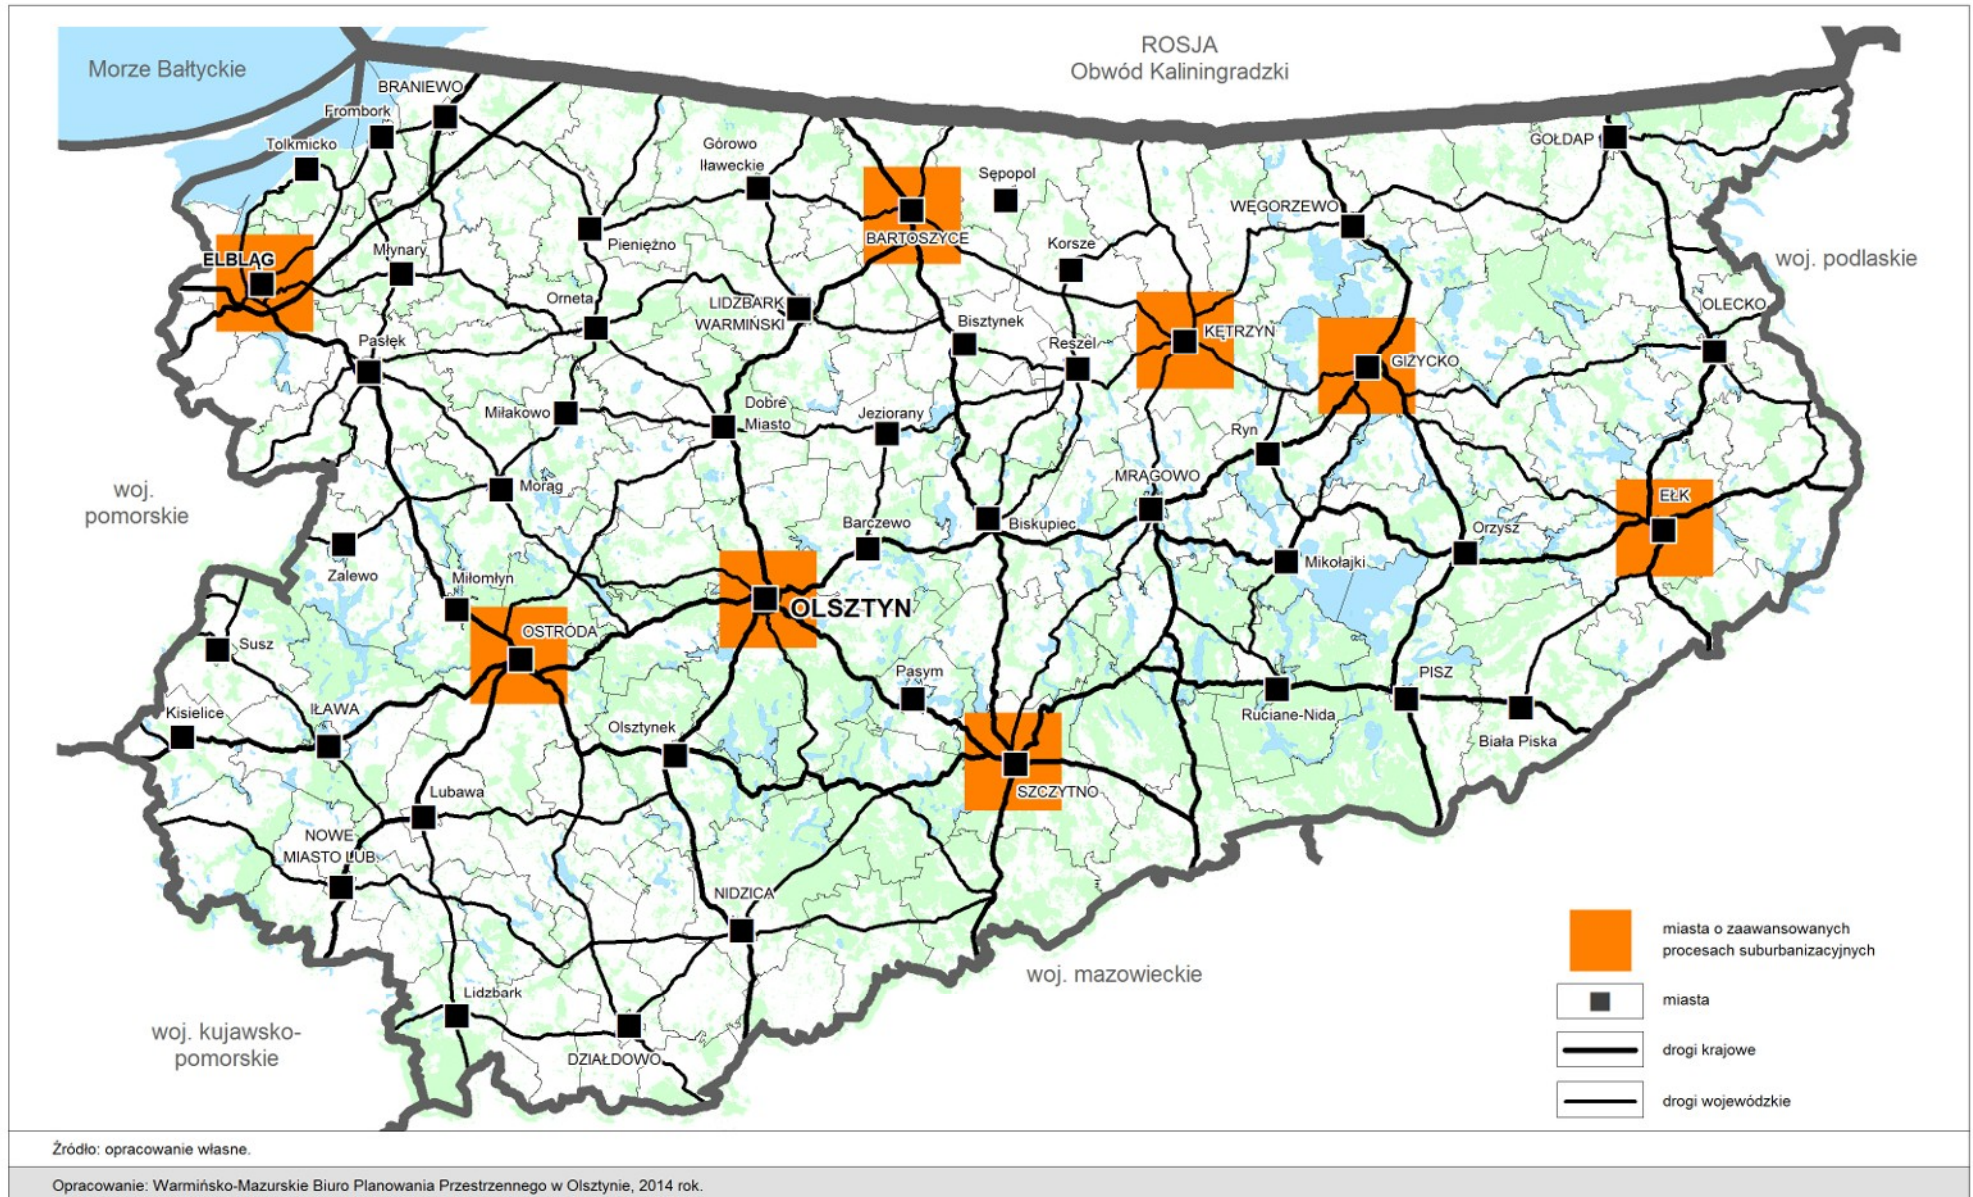 Morze Bałtyckie
ROSJA
Obwód Kaliningradzki
BRANIEWO
Frombork
Tolkmicko
GOŁDAP
Górowo
Iławeckie
Sępopol
WĘGORZEWO
BARTOSZYCE
Pieniężno
Korsze
Młynary
ELBLĄG
woj. podlaskie
Orneta
LIDZBARK
WARMIŃSKI
OLECKO
Bisztynek
KĘTRZYN
Pasłęk
Reszel
GIŻYCKO
Dobre
Miasto
Miłakowo
Jeziorany
Ryn
MRĄGOWO
woj.
pomorskie
Morąg
EŁK
Barczewo
Biskupiec
Orzysz
Mikołajki
Zalewo
Miłomłyn
OLSZTYN
OSTRÓDA
Susz
Pasym
PISZ
Kisielice
IŁAWA
Ruciane-Nida
Olsztynek
Biała Piska
Lubawa
SZCZYTNO
NOWE
MIASTO LUB.
NIDZICA
miasta o zaawansowanych
procesach suburbanizacyjnych
woj. mazowieckie
Lidzbark
miasta
woj. kujawsko-
pomorskie
DZIAŁDOWO
drogi krajowe
drogi wojewódzkie
Źródło: opracowanie własne.
Opracowanie: Warmińsko-Mazurskie Biuro Planowania Przestrzennego w Olsztynie, 2014 rok.